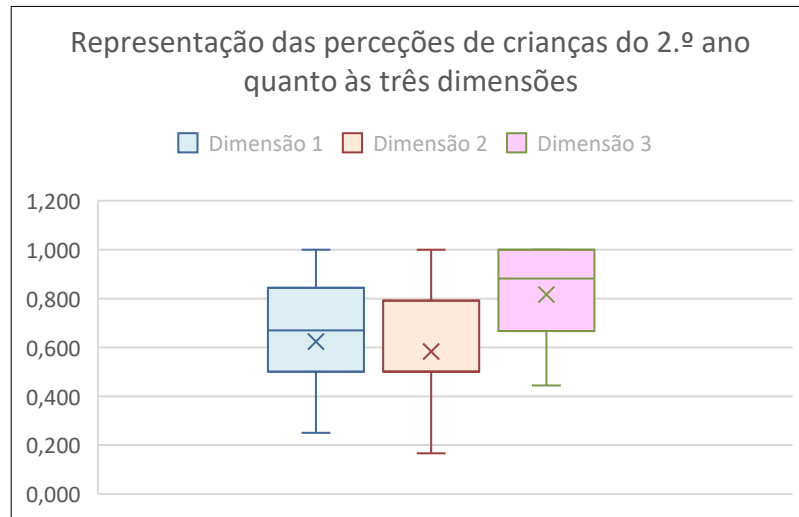 Representação das perceções de crianças do 2.º ano
quanto às três dimensões
Dimensão 1 Dimensão 2 Dimensão 3
1,200
1,000
0,800
0,600
0,400
0,200
0,000